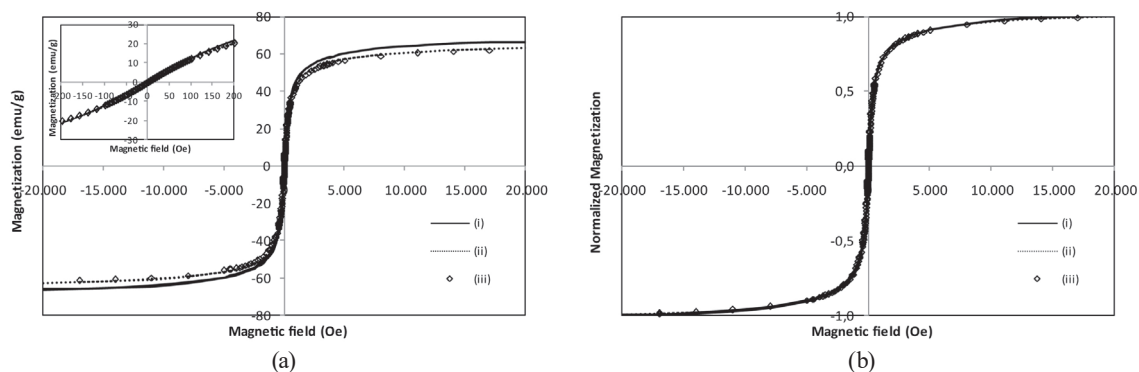 80
60
40
20
0
-20
-40
-60
-80
Magnetization (emu/g)
-20.000 -15.000 -10.000 -5.000 5.000 10.000 15.000 20.000
Magnetic field (Oe)
30
20
10
0
-10
-20
-30
Magnetization (emu/g)
-200 -150 -100 -50 0 50 100 150 200
Magnetic field (Oe)
(i)
(ii)
(iii)
(a)
1,0
0,5
0,0
-0,5
-1,0
Normalized Magnetization
-20.000 -15.000 -10.000 -5.000 5.000 10.000 15.000 20.000
Magnetic field (Oe)
(i)
(ii)
(iii)
(b)